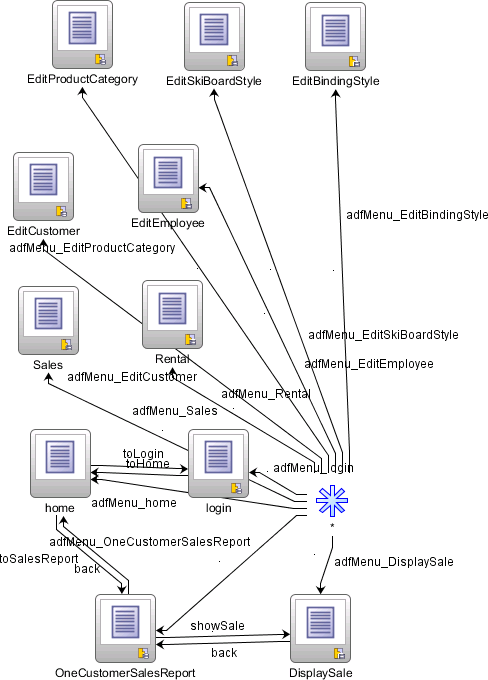 EditProductCategory
EditSkiBoardStyle
EditBindingStyle
EditCustomer
EditEmployee
adfMenu_EditBindingStyle
adfMenu_EditProductCategory
Sales
Rental
adfMenu_EditSkiBoardStyle
adfMenu_EditEmployee
adfMenu_EditCustomer
adfMenu_Rental
adfMenu_Sales
toLogin
toHome
adfMenu_login
adfMenu_home
home
login
*
adfMenu_OneCustomerSalesReport
toSalesReport
back
adfMenu_DisplaySale
showSale
back
OneCustomerSalesReport
DisplaySale